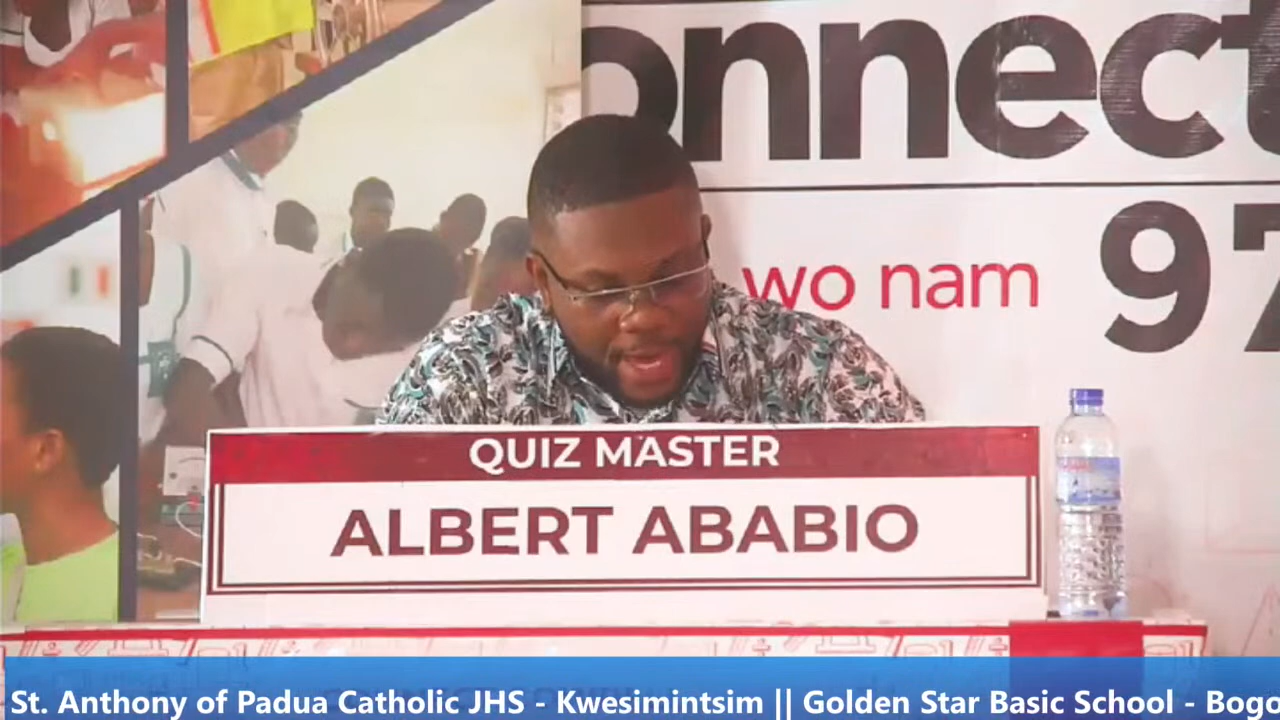 onnect
wo nam
97
QUIZ MASTER
ALBERT ABABIO
St. Anthony of Padua Catholic JHS - Kwesimintsim || Golden Star Basic School - Bogo